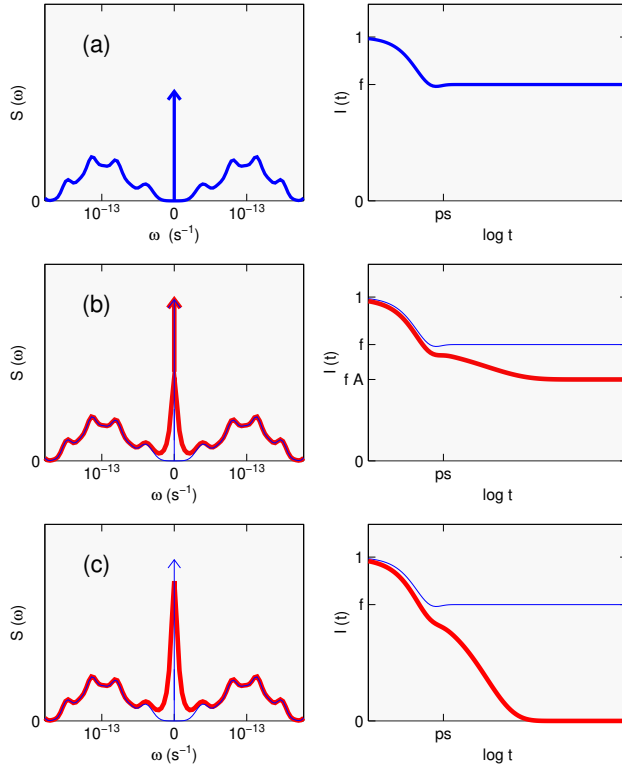 (a)
S (ω)
0
10⁻¹³ 0 10⁻¹³
ω (s⁻¹)
I (t)
1
f
0
ps
log t
(b)
S (ω)
0
10⁻¹³ 0 10⁻¹³
ω (s⁻¹)
I (t)
1
f
f A
0
ps
log t
(c)
S (ω)
0
10⁻¹³ 0 10⁻¹³
ω (s⁻¹)
I (t)
1
f
0
ps
log t